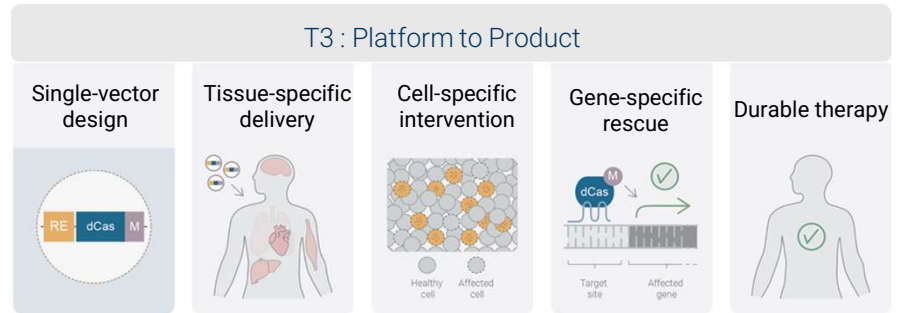 T3 : Platform to Product
Single-vector
design
Tissue-specific
delivery
Cell-specific
intervention
Gene-specific
rescue
Durable therapy
RE
dCas
M
Healthy
cell
Affected
cell
dCas
M
Target
site
Affected
gene